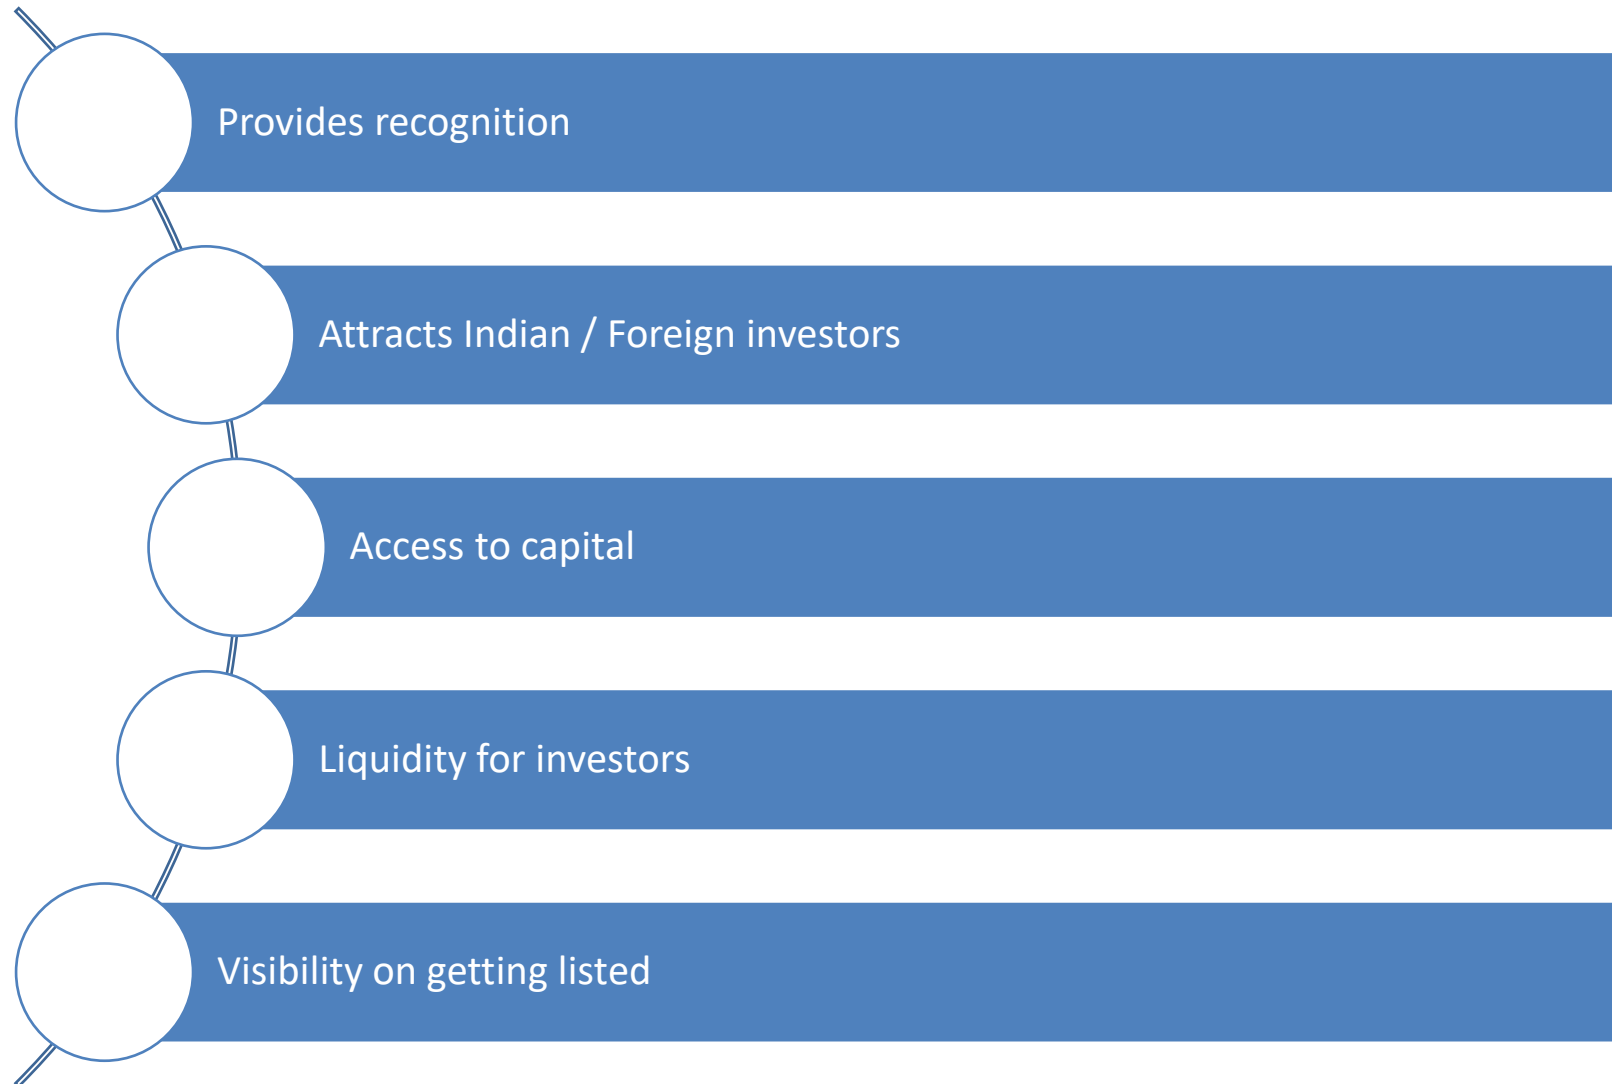 Provides recognition
Attracts Indian / Foreign investors
Access to capital
Liquidity for investors
Visibility on getting listed